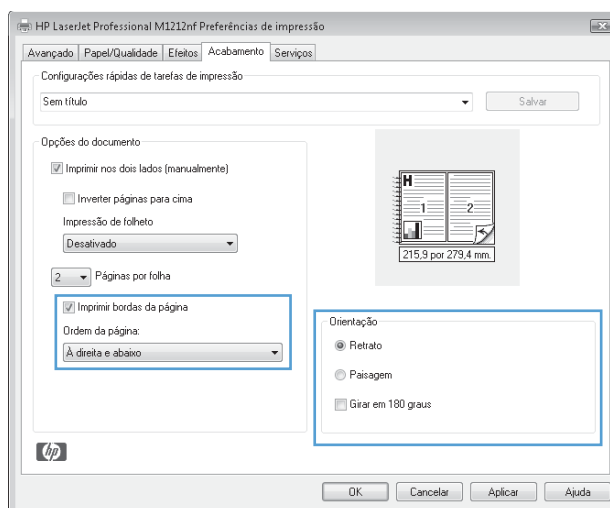 HP LaserJet Professional M1212nf Preferências de impressão
Avançado Papel/Qualidade Efeitos Acabamento Serviços
Configurações rápidas de tarefas de impressão
Sem título
Salvar
Opções do documento
Imprimir nos dois lados (manualmente)
Inverter páginas para cima
Impressão de folheto
Desativado
2 Páginas por folha
Imprimir bordas da página
Ordem da página:
À direita e abaixo
H
1 2
215,9 por 279,4 mm.
Orientação
Retrato
Paisagem
Girar em 180 graus
hp
OK Cancelar Aplicar Ajuda